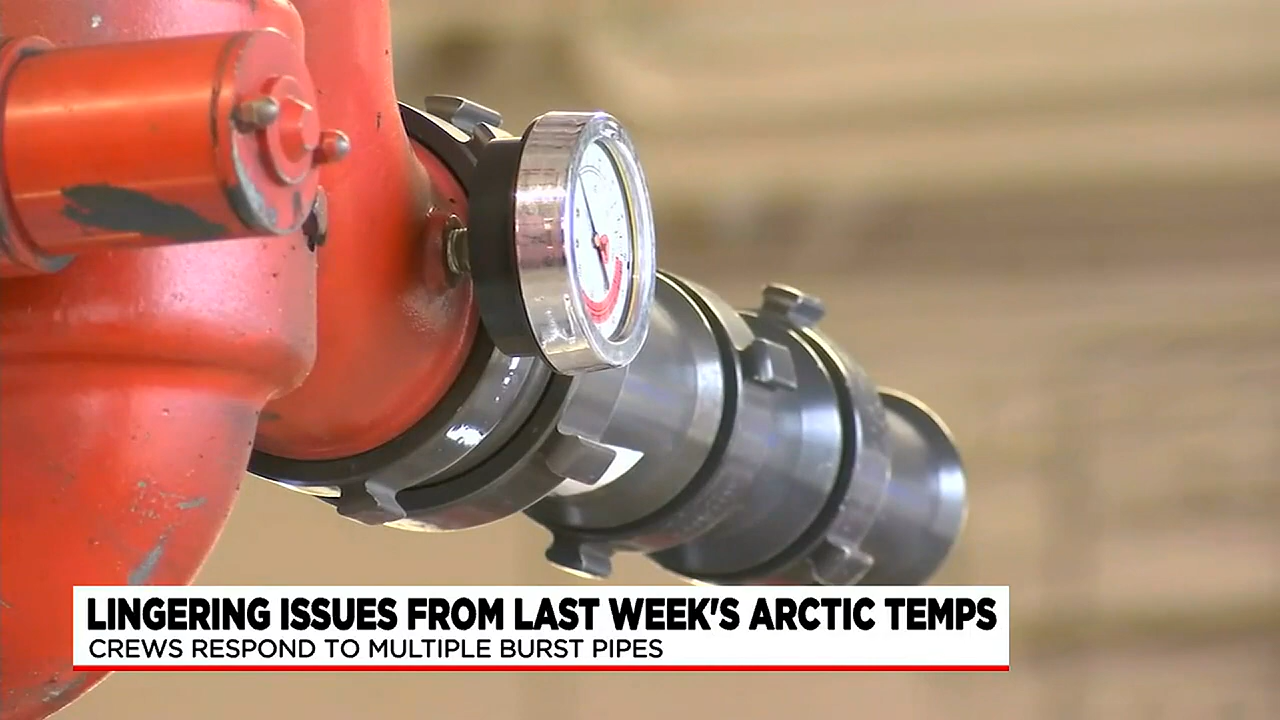 LINGERING ISSUES FROM LAST WEEK'S ARCTIC TEMPS
CREWS RESPOND TO MULTIPLE BURST PIPES